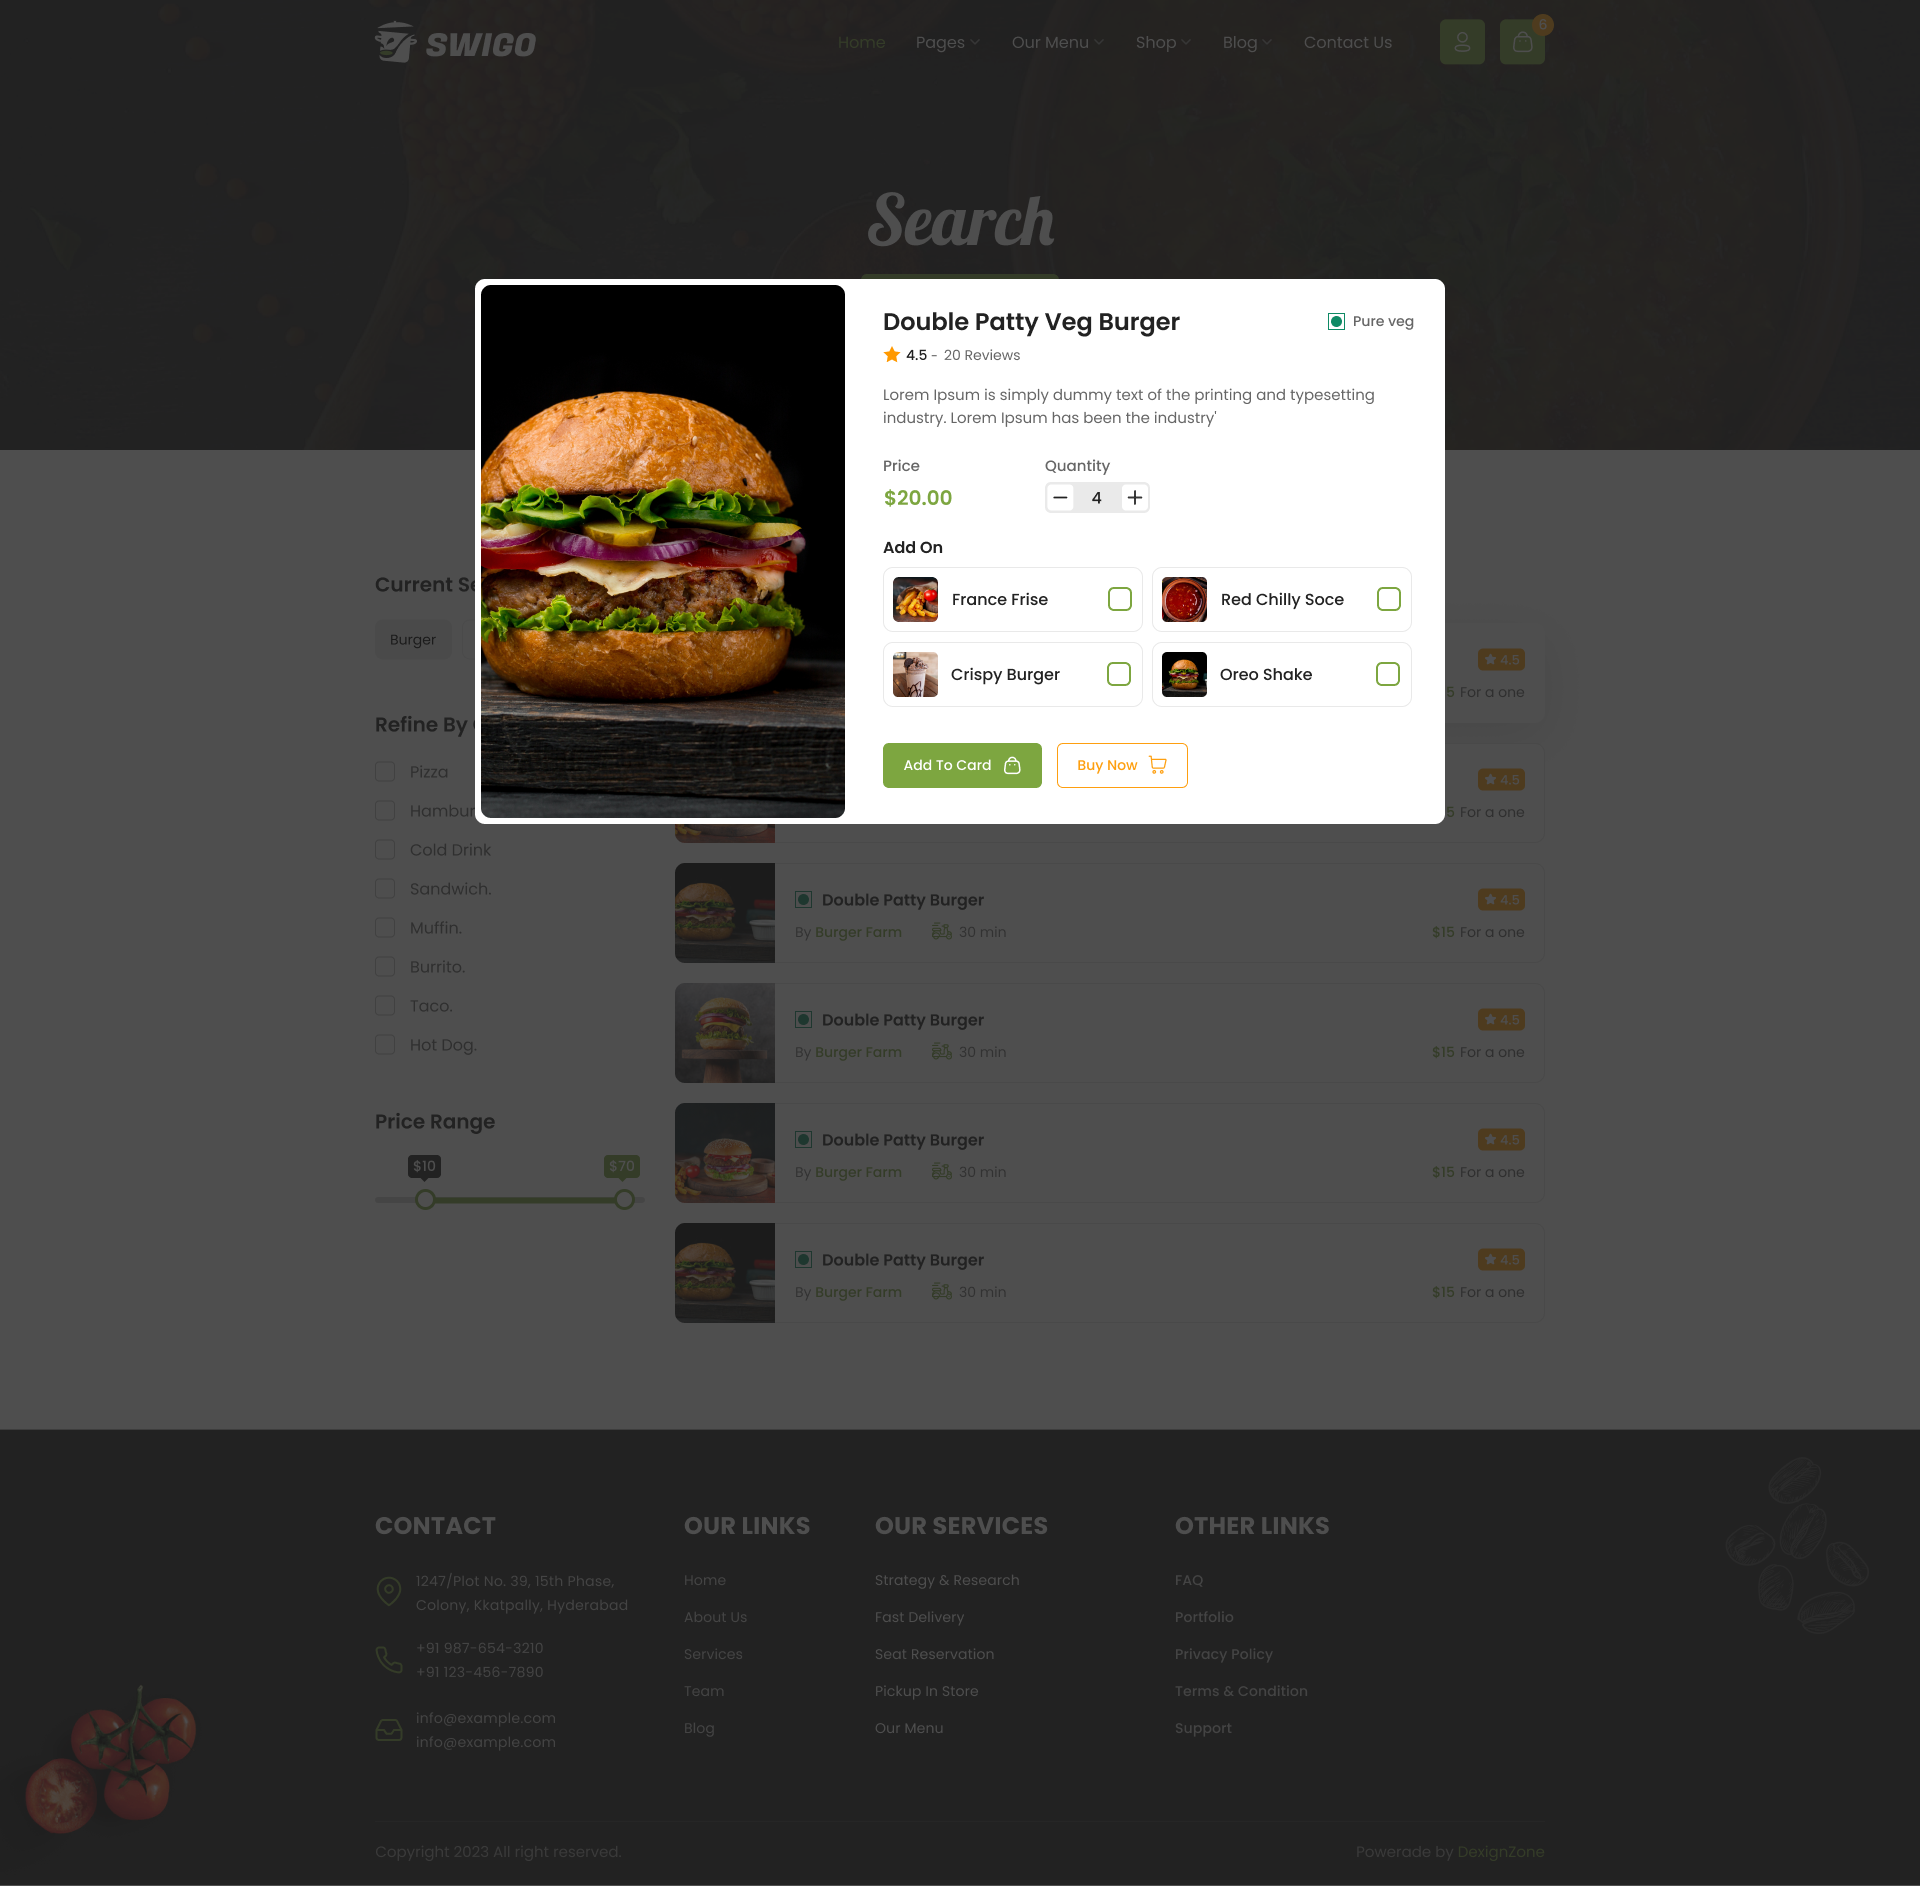 SWIGO
Home Pages Our Menu Shop Blog Contact Us 6
Search
Double Patty Veg Burger
Pure veg
4.5 - 20 Reviews
Lorem Ipsum is simply dummy text of the printing and typesetting
industry. Lorem Ipsum has been the industry'
Price Quantity
$20.00 4
Add On
France Frise
Red Chilly Soce
Crispy Burger
Oreo Shake
Add To Card
Buy Now
Current
Burger
Refine By
Pizza
Cold Drink
Sandwich.
Muffin.
Burrito.
Taco.
Hot Dog.
Price Range
$10 $70
4.5
For a one
4.5
For a one
Double Patty Burger 4.5
By Burger Farm 30 min $15 For a one
Double Patty Burger 4.5
By Burger Farm 30 min $15 For a one
Double Patty Burger 4.5
By Burger Farm 30 min $15 For a one
Double Patty Burger 4.5
By Burger Farm 30 min $15 For a one
CONTACT
1247/Plot No. 39, 15th Phase,
Colony, Kkatpally, Hyderabad
+91 987-654-3210
+91 123-456-7890
info@example.com
info@example.com
OUR LINKS
Home
About Us
Services
Team
Blog
OUR SERVICES
Strategy & Research
Fast Delivery
Seat Reservation
Pickup In Store
Our Menu
OTHER LINKS
FAQ
Portfolio
Privacy Policy
Terms & Condition
Support
Copyright 2023 All right reserved.
Powerade by DexignZone